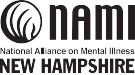 NAMI
National Alliance on Mental Illness
NEW HAMPSHIRE